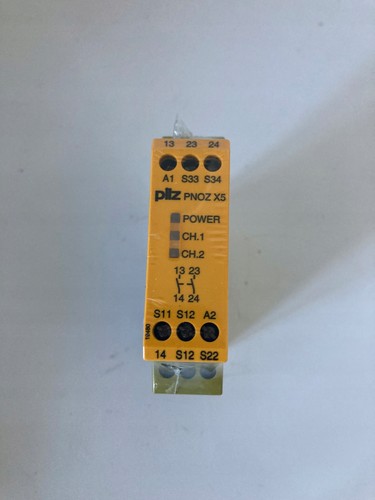 13 23 24
A1 S33 S34
pilz PNOZ X5
POWER
CH.1
CH.2
13 23
14 24
S11 S12 A2
14 S12 S22